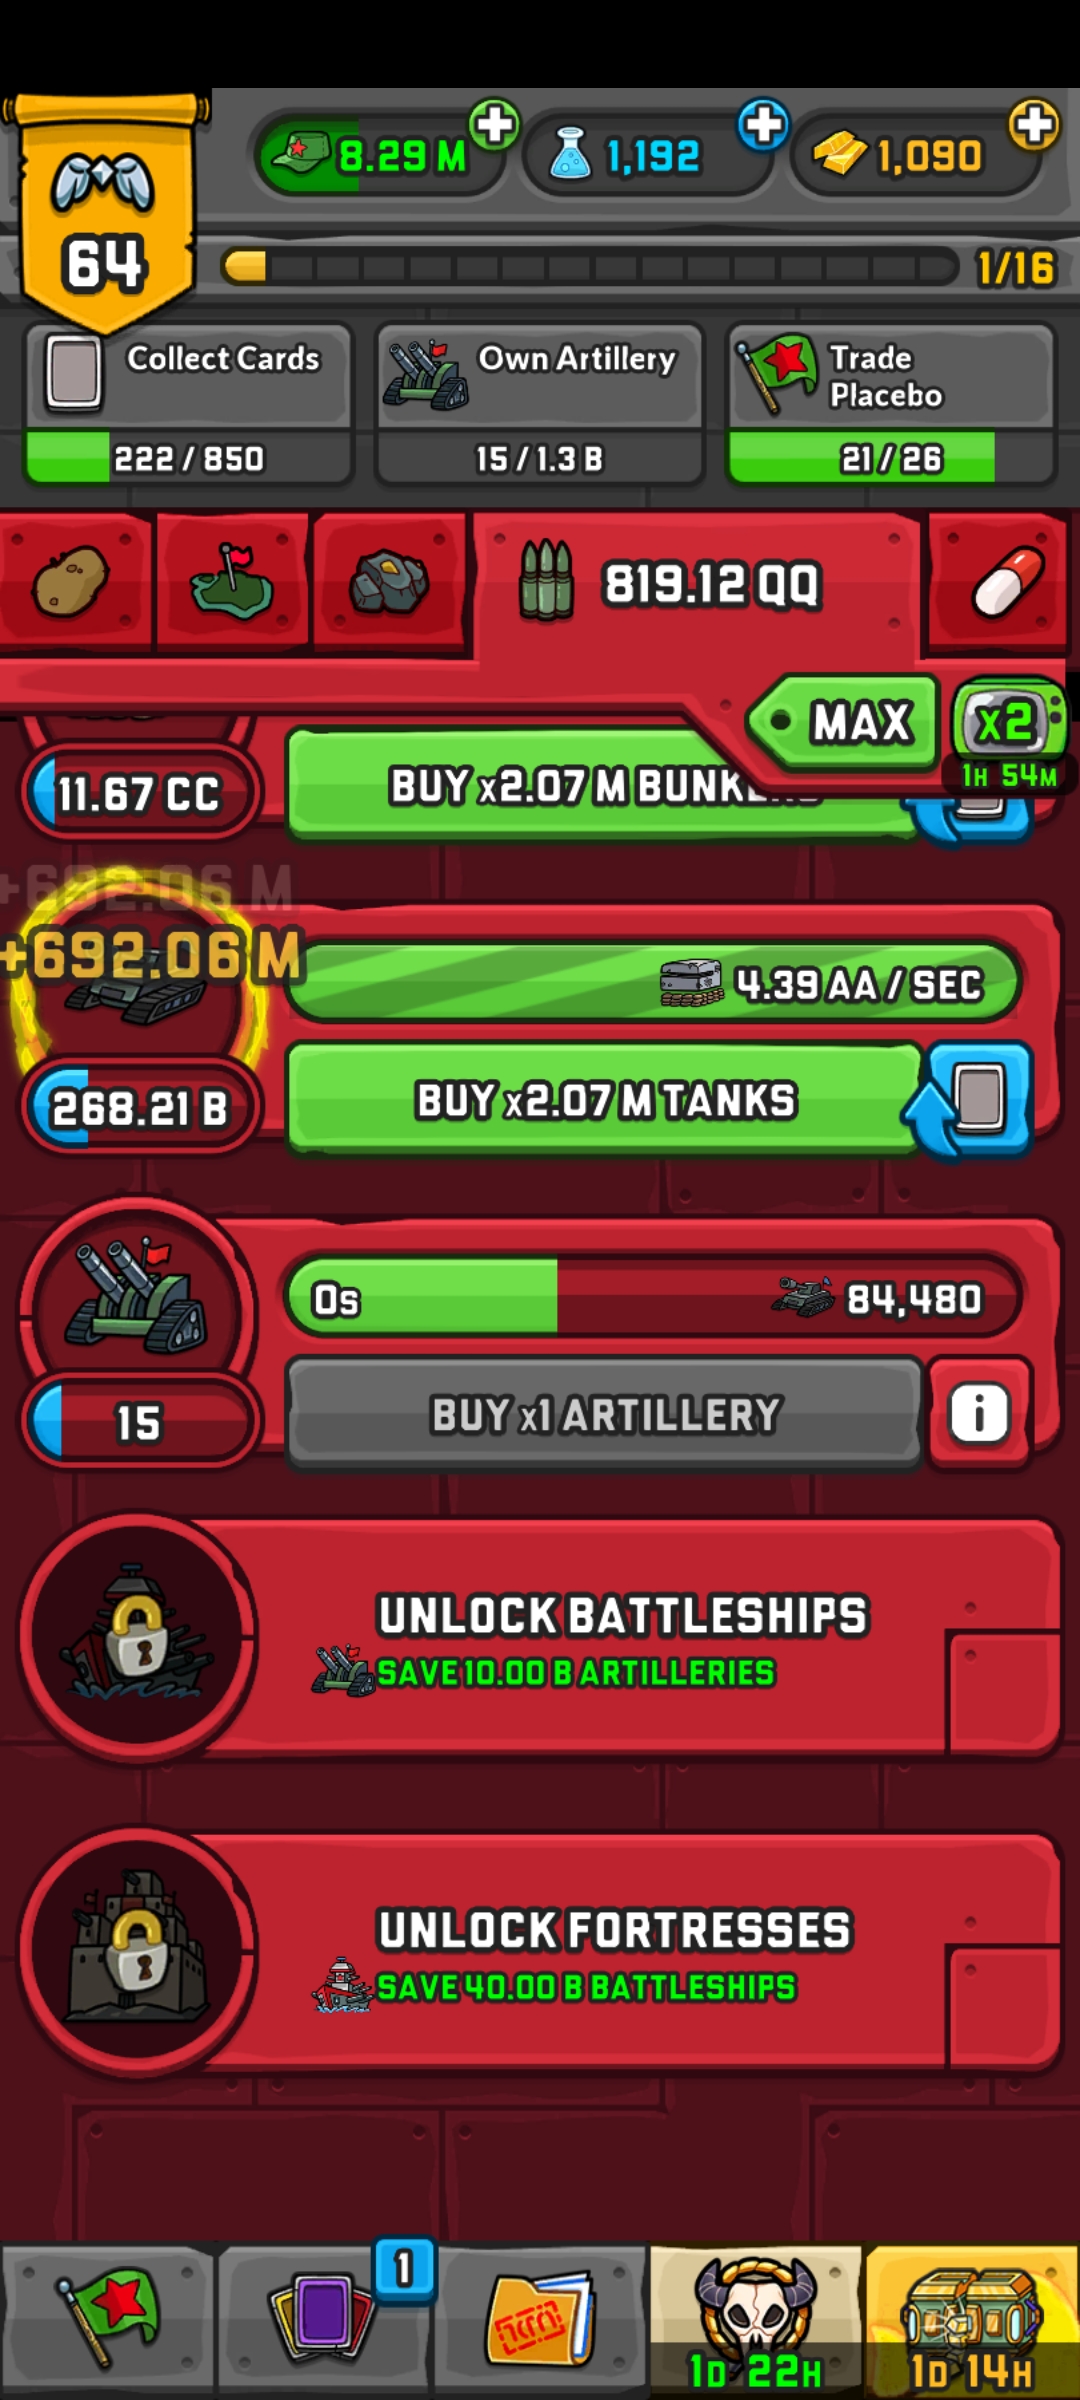 8.29 M
1,192
1,090
64
1/16
Collect Cards
222 / 850
Own Artillery
15 / 1.3 B
Trade
Placebo
21 / 26
819.12 QQ
MAX
x2
1H 54M
11.67 CC
BUY x2.07 M BUNK
+692.06 M
+692.06 M
4.39 AA / SEC
268.21 B
BUY x2.07 M TANKS
0s
84,480
15
BUY x1 ARTILLERY
i
UNLOCK BATTLESHIPS
SAVE 10.00 B ARTILLERIES
UNLOCK FORTRESSES
SAVE 40.00 B BATTLESHIPS
1
1D 22H
1D 14H